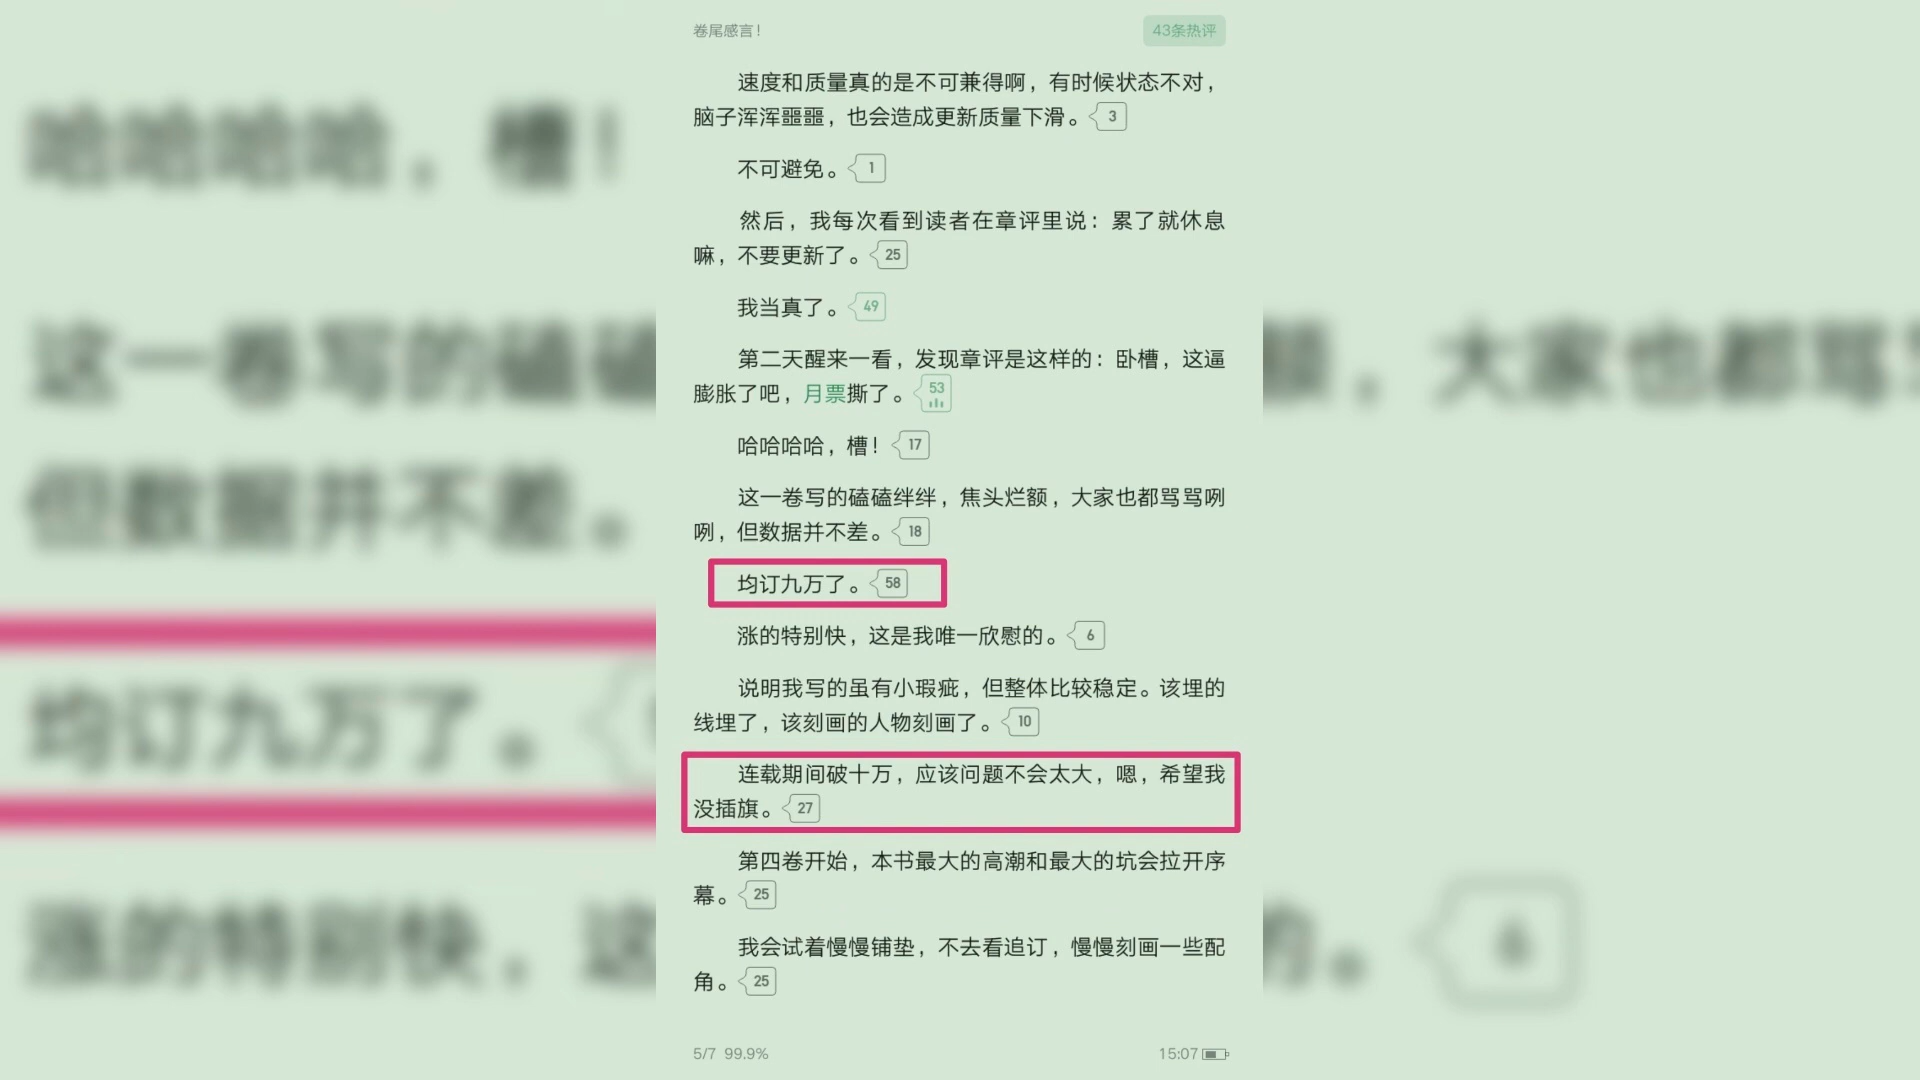 卷尾感言！
43条热评
速度和质量真的是不可兼得啊，有时候状态不对，
脑子浑浑噩噩，也会造成更新质量下滑。 3
不可避免。 1
然后，我每次看到读者在章评里说：累了就休息
嘛，不要更新了。 25
我当真了。 49
第二天醒来一看，发现章评是这样的：卧槽，这逼
膨胀了吧，月票撕了。 53
哈哈哈哈，槽！ 17
这一卷写的磕磕绊绊，焦头烂额，大家也都骂骂咧
咧，但数据并不差。 18
均订九万了。 58
涨的特别快，这是我唯一欣慰的。 6
说明我写的虽有小瑕疵，但整体比较稳定。该埋的
线埋了，该刻画的人物刻画了。 10
连载期间破十万，应该问题不会太大，嗯，希望我
没插旗。 27
第四卷开始，本书最大的高潮和最大的坑会拉开序
幕。 25
我会试着慢慢铺垫，不去看追订，慢慢刻画一些配
角。 25
5/7 99.9%
15:07